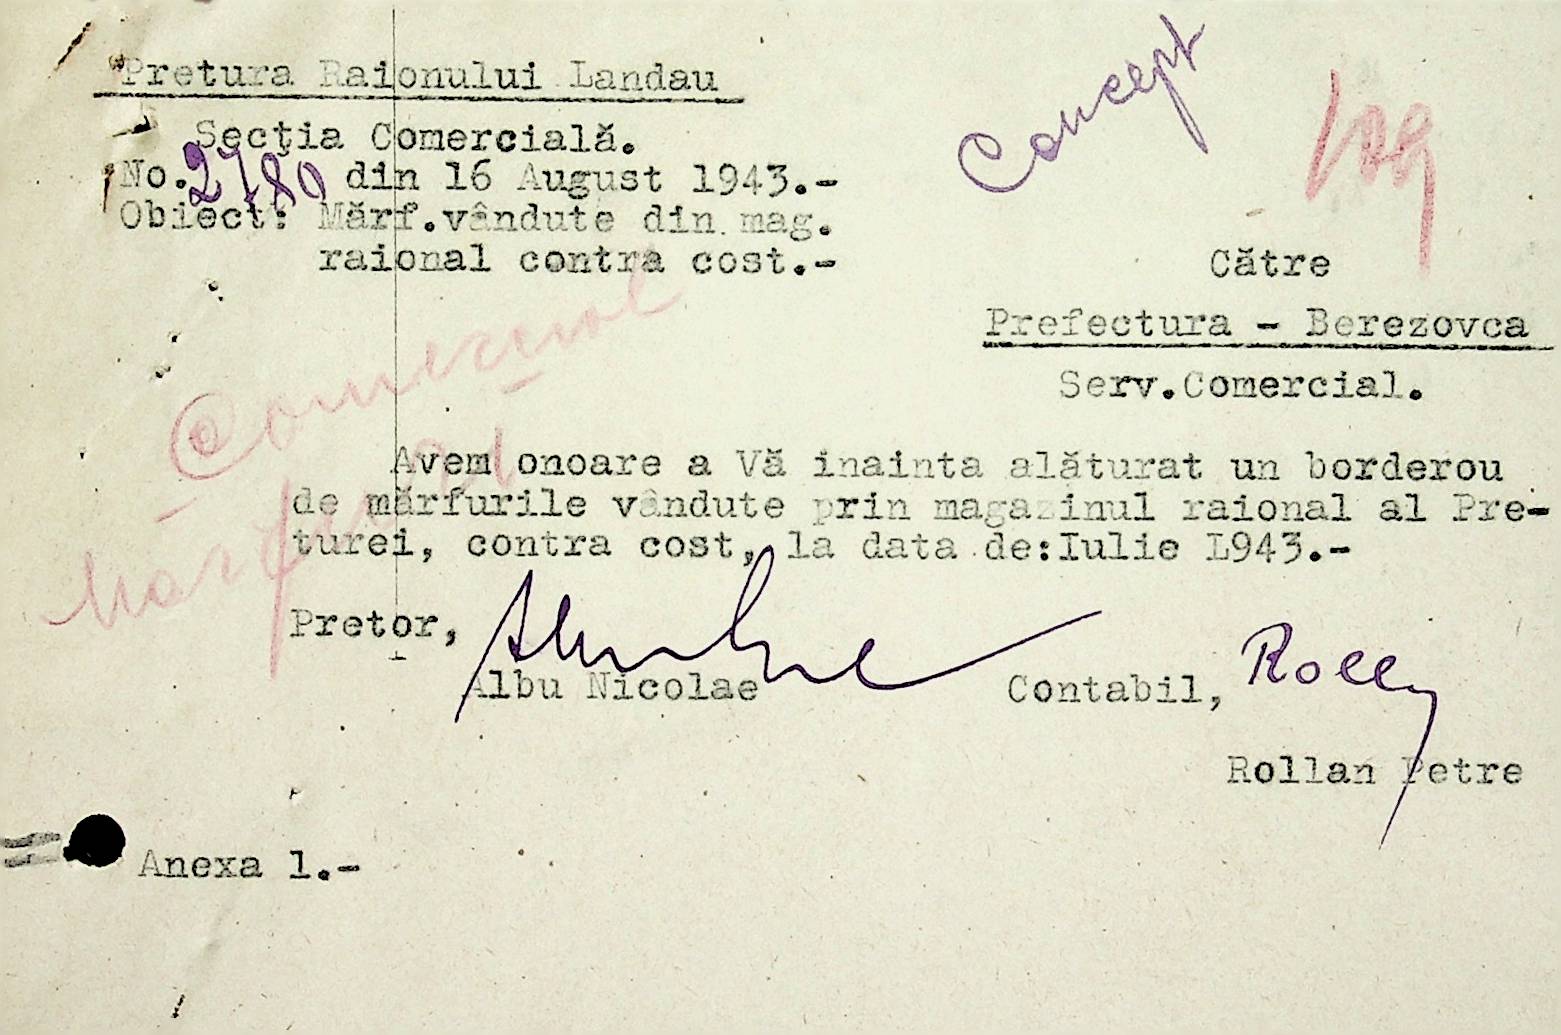 Pretura Raionului Landau
Secția Comercială.
No. 2780 din 16 August 1943.-
Obiect: Mărf.vândute din mag.
raional contra cost.-
Concept
Către
Prefectura - Berezovca
Serv.Comercial.
Comercial
Avem onoare a Vă inainta alăturat un borderou
de mărfurile vândute prin magazinul raional al Pre-
turei, contra cost, la data de:Iulie L943.-
Pretor,
Albu Nicolae
Contabil,
Rollan Petre
Anexa 1.-